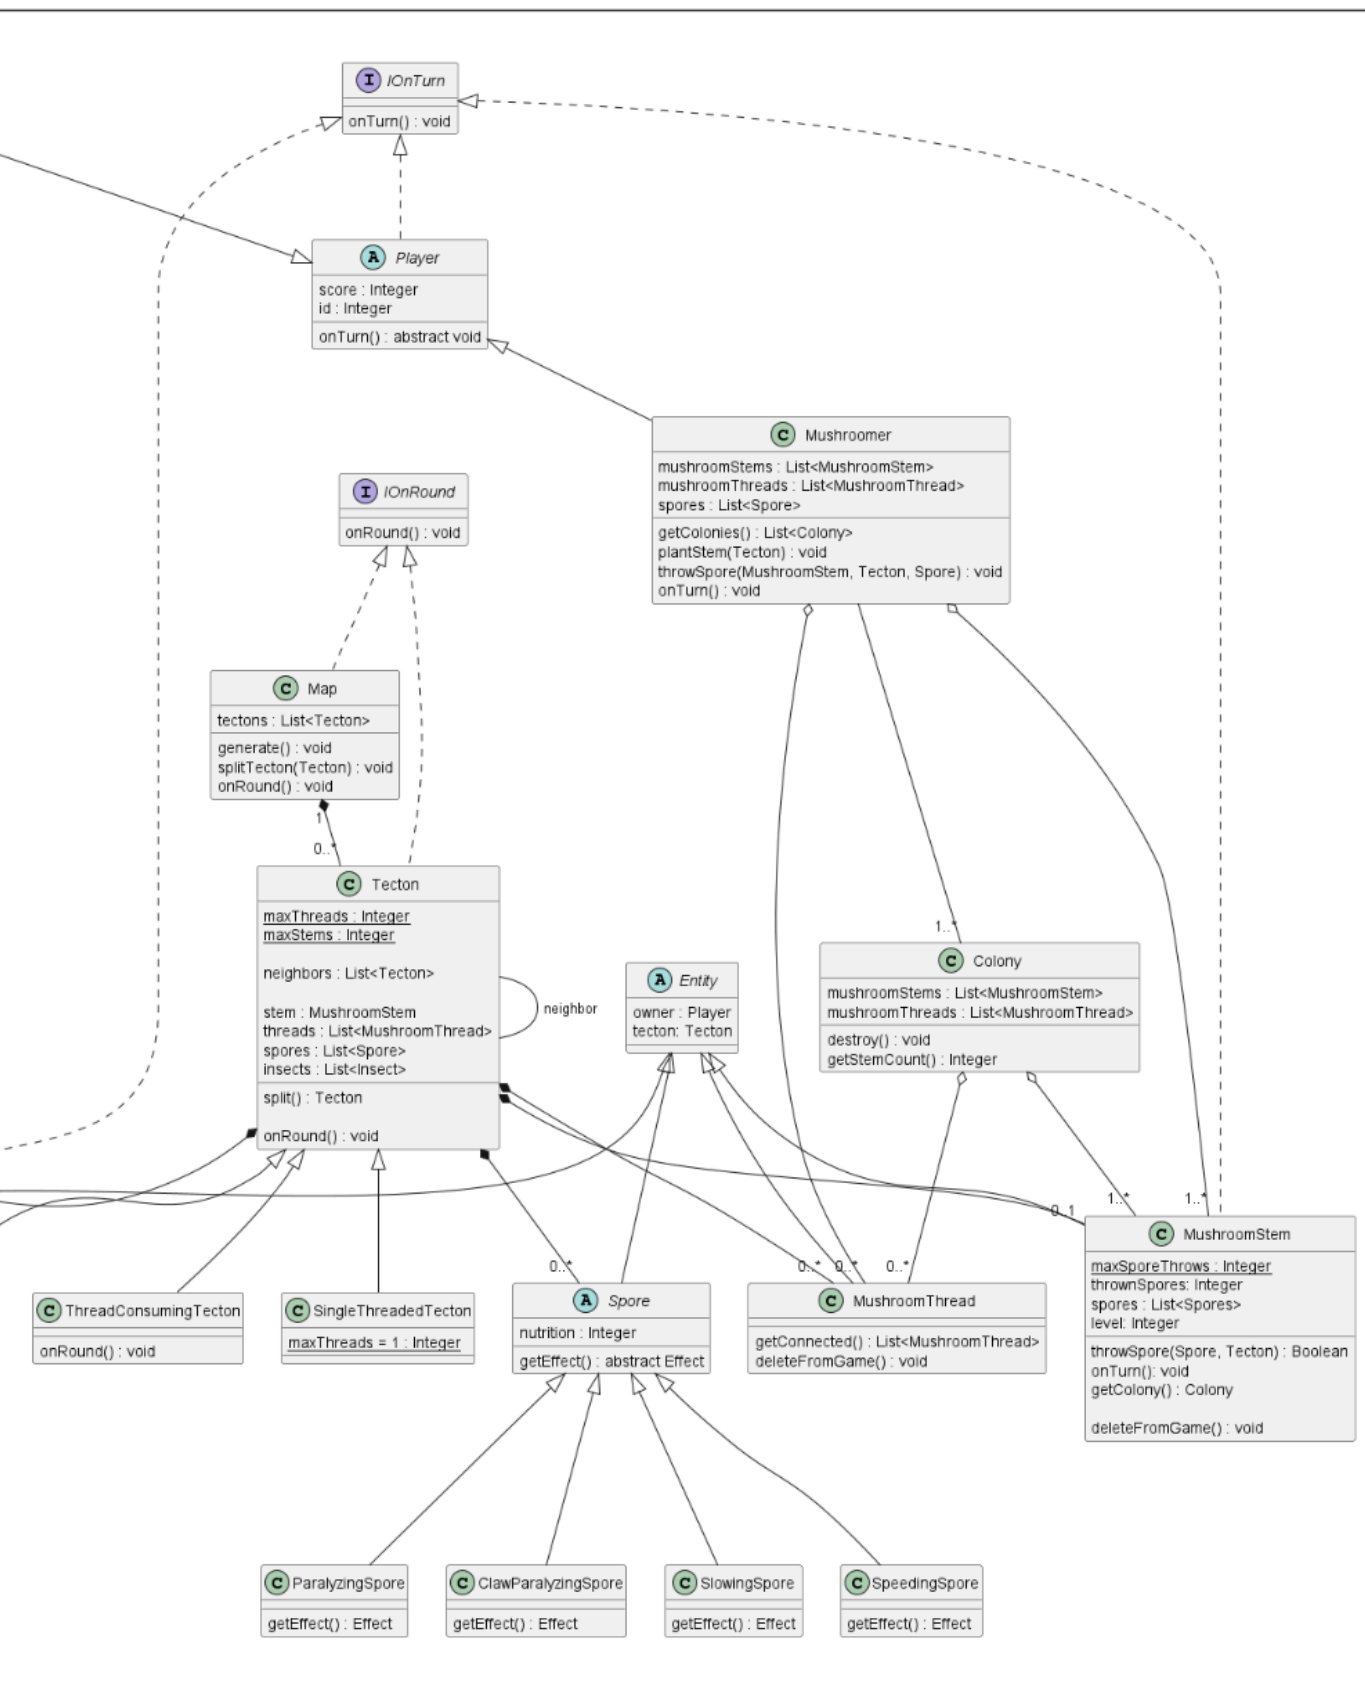 I IOnTurn
onTurn() : void
A Player
score : Integer
id : Integer
onTurn() : abstract void
C Mushroomer
mushroomStems : List<MushroomStem>
mushroomThreads : List<MushroomThread>
spores : List<Spore>
getColonies() : List<Colony>
plantStem(Tecton) : void
throwSpore(MushroomStem, Tecton, Spore) : void
onTurn() : void
I IOnRound
onRound() : void
C Map
tectons : List<Tecton>
generate() : void
splitTecton(Tecton) : void
onRound() : void
1
0..*
C Tecton
maxThreads : Integer
maxStems : Integer
neighbors : List<Tecton>
stem : MushroomStem
threads : List<MushroomThread>
spores : List<Spore>
insects : List<Insect>
split() : Tecton
onRound() : void
neighbor
A Entity
owner : Player
tecton: Tecton
1..*
C Colony
mushroomStems : List<MushroomStem>
mushroomThreads : List<MushroomThread>
destroy() : void
getStemCount() : Integer
0..1
1..*
1..*
C MushroomStem
maxSporeThrows : Integer
thrownSpores: Integer
spores : List<Spores>
level: Integer
throwSpore(Spore, Tecton) : Boolean
onTurn(): void
getColony() : Colony
deleteFromGame() : void
C ThreadConsumingTecton
onRound() : void
C SingleThreadedTecton
maxThreads = 1 : Integer
0..*
A Spore
nutrition : Integer
getEffect() : abstract Effect
0..*
0..*
0..*
C MushroomThread
getConnected() : List<MushroomThread>
deleteFromGame() : void
C ParalyzingSpore
getEffect() : Effect
C ClawParalyzingSpore
getEffect() : Effect
C SlowingSpore
getEffect() : Effect
C SpeedingSpore
getEffect() : Effect